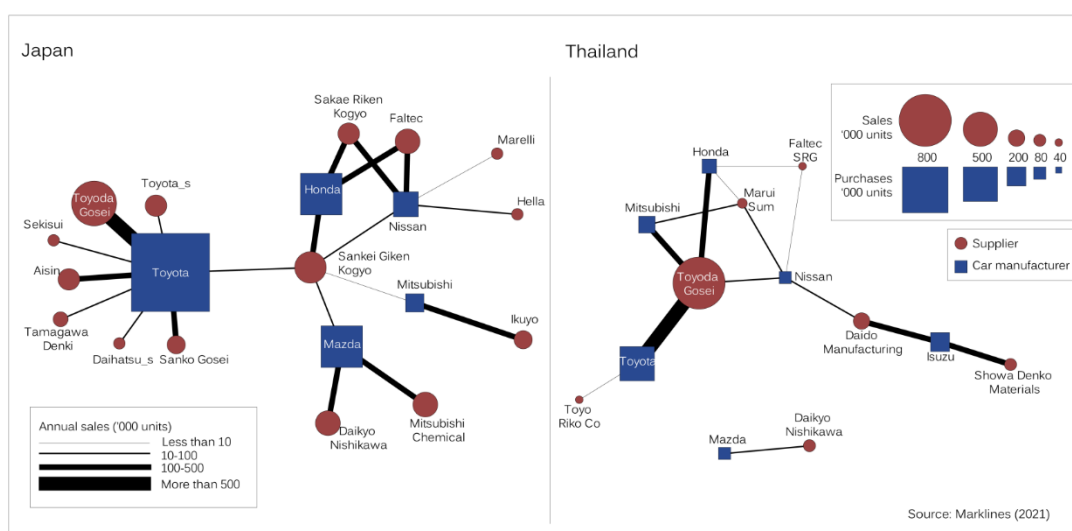 Japan
Sakae Riken
Kogyo
Faltec
Marelli
Toyota_s
Toyoda
Gosei
Honda
Hella
Nissan
Sekisui
Toyota
Sankei Giken
Kogyo
Aisin
Mitsubishi
Ikuyo
Tamagawa
Denki
Daihatsu_s
Sanko Gosei
Mazda
Daikyo
Nishikawa
Mitsubishi
Chemical
Annual sales ('000 units)
Less than 10
10-100
100-500
More than 500
Thailand
Honda
Faltec
SRG
Marui
Sum
Mitsubishi
Toyoda
Gosei
Nissan
Toyota
Daido
Manufacturing
Isuzu
Showa Denko
Materials
Toyo
Riko Co
Mazda
Daikyo
Nishikawa
Sales
'000 units
800 500 200 80 40
Purchases
'000 units
Supplier
Car manufacturer
Source: Marklines (2021)